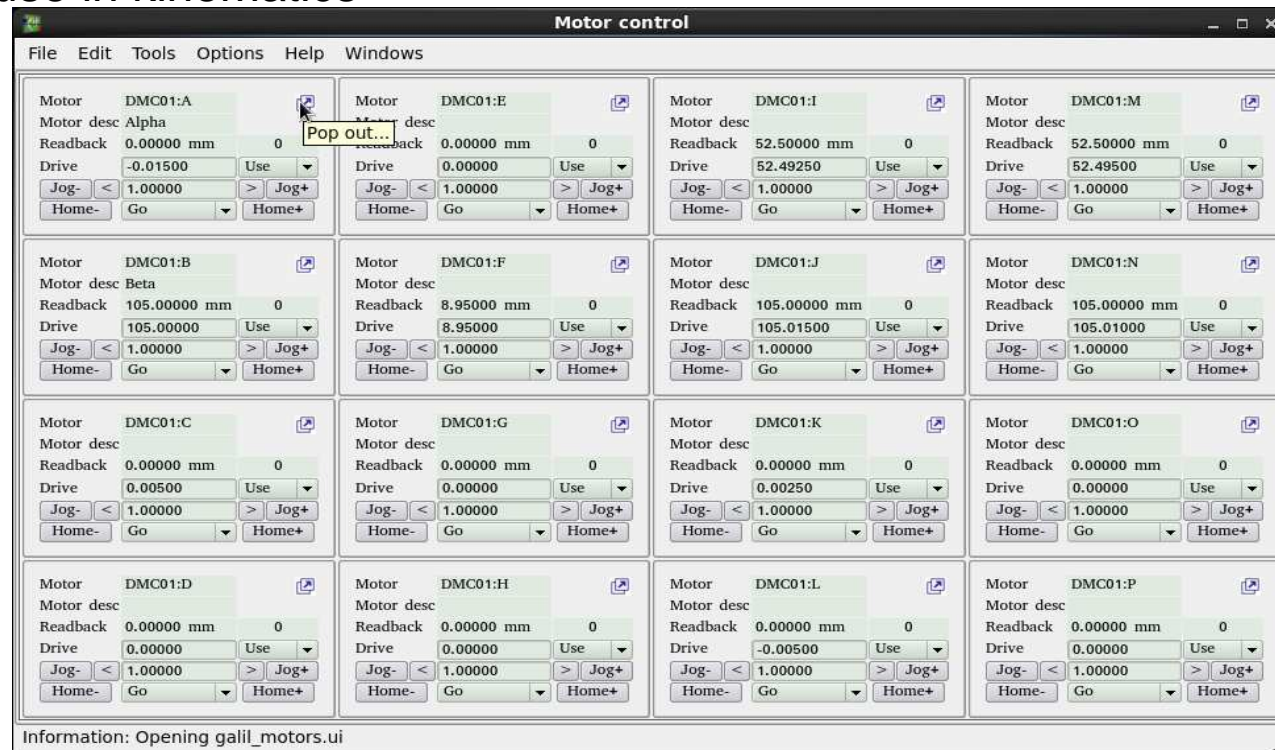 Motor control
File Edit Tools Options Help Windows
Motor DMC01:A
Motor desc Alpha
Pop out...
Readback 0.00000 mm 0
Drive -0.01500 Use
Jog- < 1.00000 > Jog+
Home- Go Home+
Motor DMC01:E
desc
0.00000 mm 0
Drive 0.00000 Use
Jog- < 1.00000 > Jog+
Home- Go Home+
Motor DMC01:I
Motor desc
Readback 52.50000 mm 0
Drive 52.49250 Use
Jog- < 1.00000 > Jog+
Home- Go Home+
Motor DMC01:M
Motor desc
Readback 52.50000 mm 0
Drive 52.49500 Use
Jog- < 1.00000 > Jog+
Home- Go Home+
Motor DMC01:B
Motor desc Beta
Readback 105.00000 mm 0
Drive 105.00000 Use
Jog- < 1.00000 > Jog+
Home- Go Home+
Motor DMC01:F
Motor desc
Readback 8.95000 mm 0
Drive 8.95000 Use
Jog- < 1.00000 > Jog+
Home- Go Home+
Motor DMC01:J
Motor desc
Readback 105.00000 mm 0
Drive 105.01500 Use
Jog- < 1.00000 > Jog+
Home- Go Home+
Motor DMC01:N
Motor desc
Readback 105.00000 mm 0
Drive 105.01000 Use
Jog- < 1.00000 > Jog+
Home- Go Home+
Motor DMC01:C
Motor desc
Readback 0.00000 mm 0
Drive 0.00500 Use
Jog- < 1.00000 > Jog+
Home- Go Home+
Motor DMC01:G
Motor desc
Readback 0.00000 mm 0
Drive 0.00000 Use
Jog- < 1.00000 > Jog+
Home- Go Home+
Motor DMC01:K
Motor desc
Readback 0.00000 mm 0
Drive 0.00250 Use
Jog- < 1.00000 > Jog+
Home- Go Home+
Motor DMC01:O
Motor desc
Readback 0.00000 mm 0
Drive 0.00000 Use
Jog- < 1.00000 > Jog+
Home- Go Home+
Motor DMC01:D
Motor desc
Readback 0.00000 mm 0
Drive 0.00000 Use
Jog- < 1.00000 > Jog+
Home- Go Home+
Motor DMC01:H
Motor desc
Readback 0.00000 mm 0
Drive 0.00000 Use
Jog- < 1.00000 > Jog+
Home- Go Home+
Motor DMC01:L
Motor desc
Readback 0.00000 mm 0
Drive -0.00500 Use
Jog- < 1.00000 > Jog+
Home- Go Home+
Motor DMC01:P
Motor desc
Readback 0.00000 mm 0
Drive 0.00000 Use
Jog- < 1.00000 > Jog+
Home- Go Home+
Information: Opening galil_motors.ui